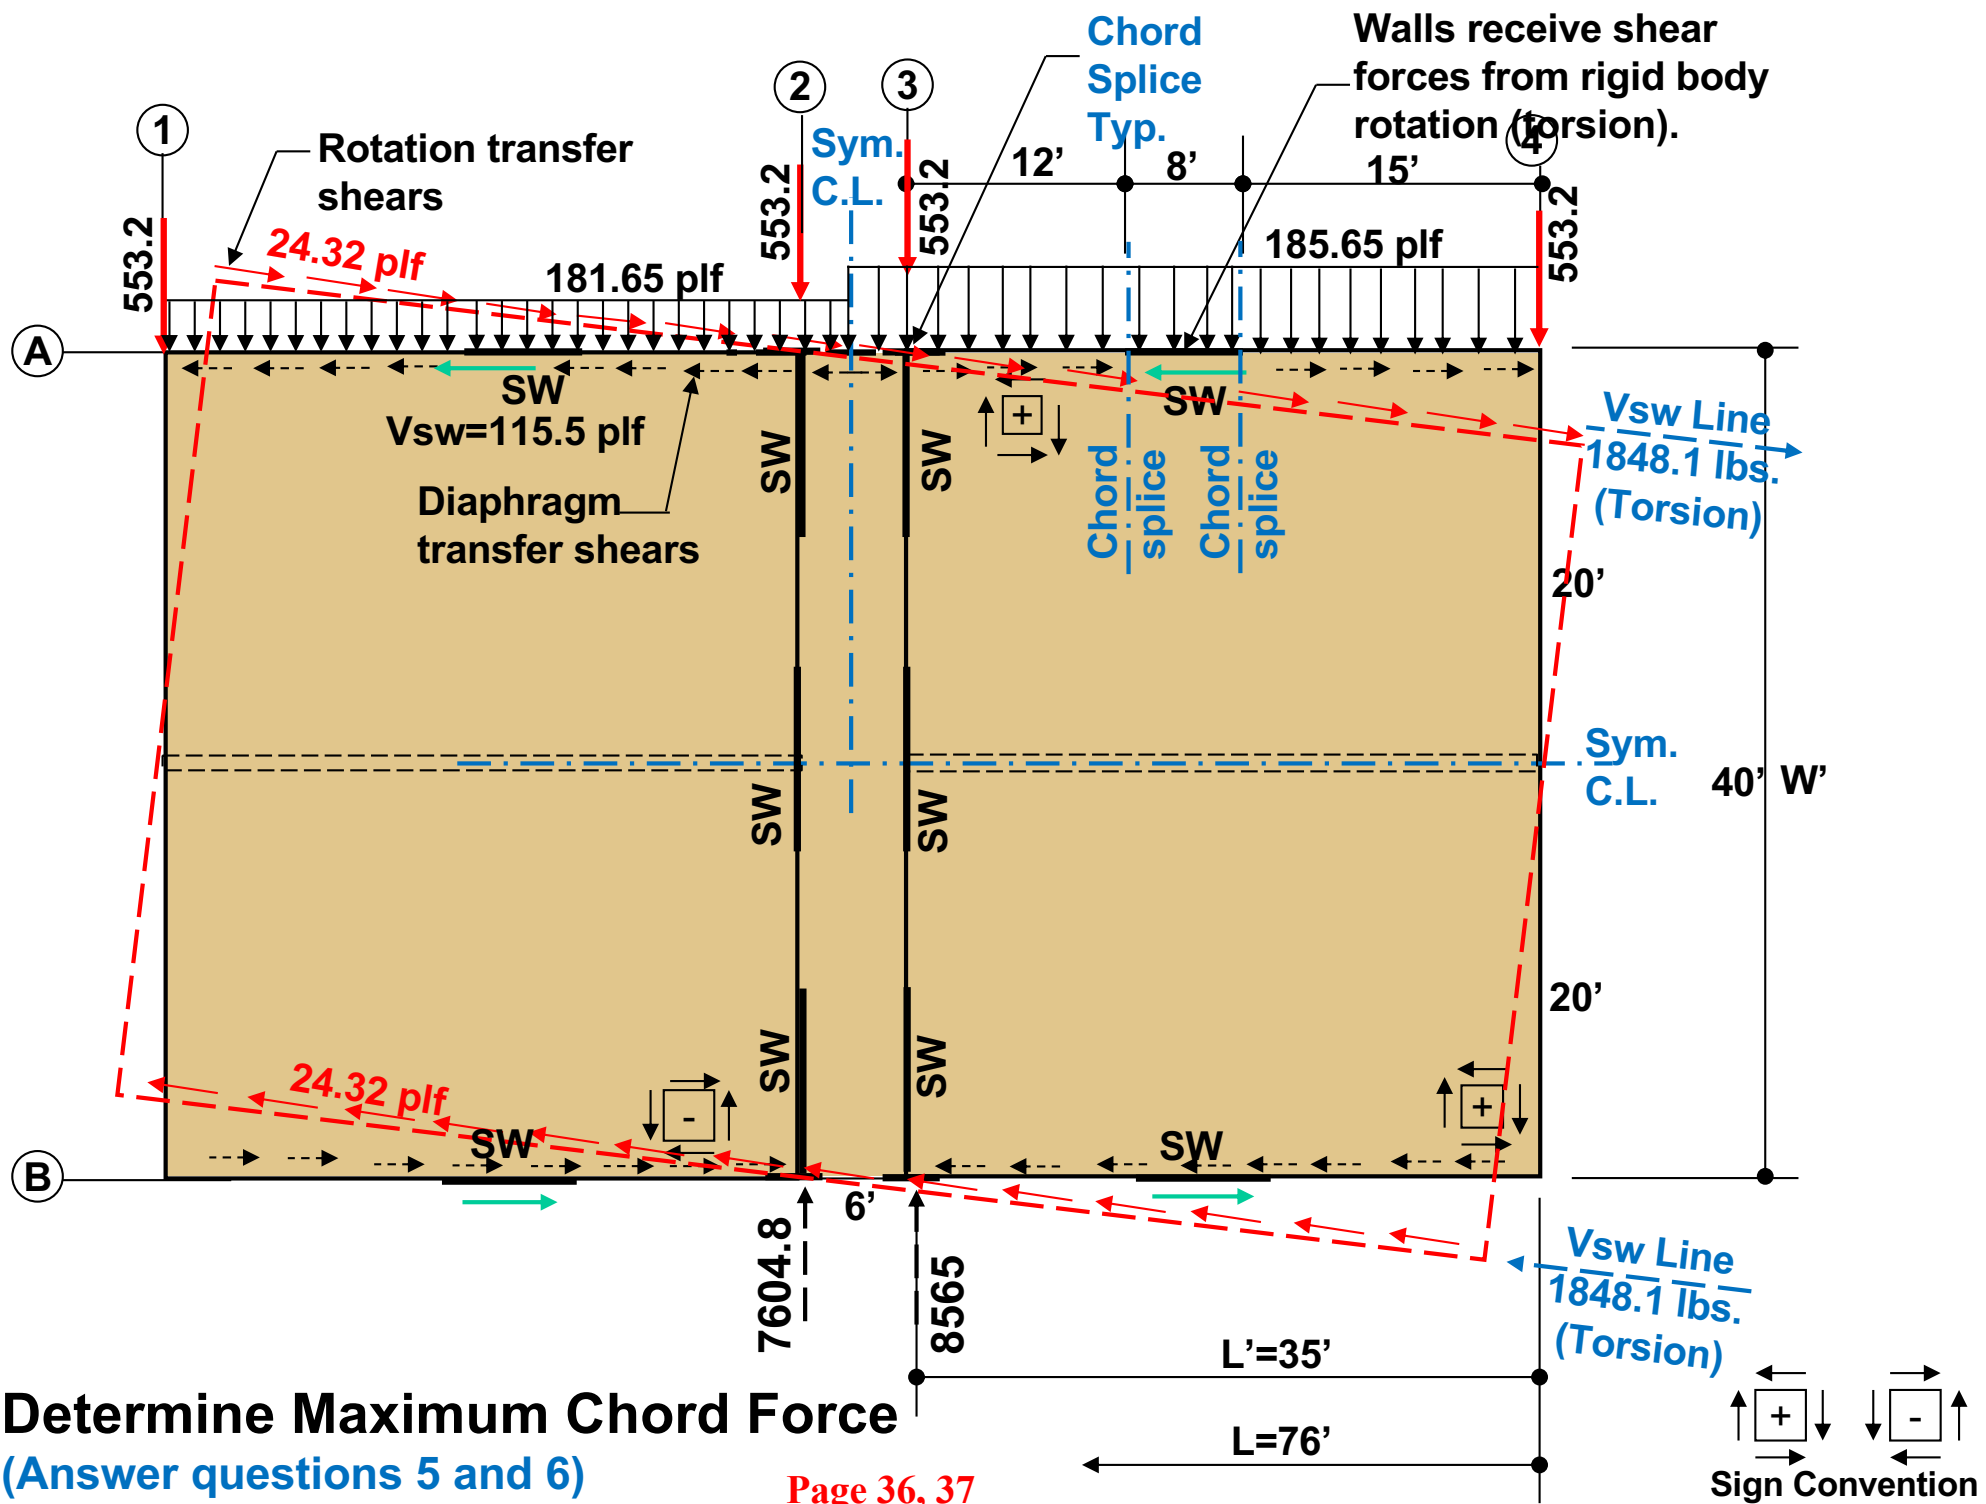 Chord
Splice
Typ.
Walls receive shear
forces from rigid body
rotation (torsion).
1
2
3
4
Rotation transfer
shears
Sym.
C.L.
12’
8’
15’
553.2
553.2
553.2
553.2
24.32 plf
181.65 plf
185.65 plf
A
SW
Vsw=115.5 plf
SW
SW
+
SW
Vsw Line
1848.1 lbs.
(Torsion)
Diaphragm
transfer shears
Chord
splice
Chord
splice
20’
Sym.
C.L.
40’ W’
SW
SW
20’
24.32 plf
SW
SW
-
+
SW
SW
B
6’
7604.8
8565
Vsw Line
1848.1 lbs.
(Torsion)
L’=35’
L=76’
Determine Maximum Chord Force
(Answer questions 5 and 6)
Page 36, 37
+
-
Sign Convention